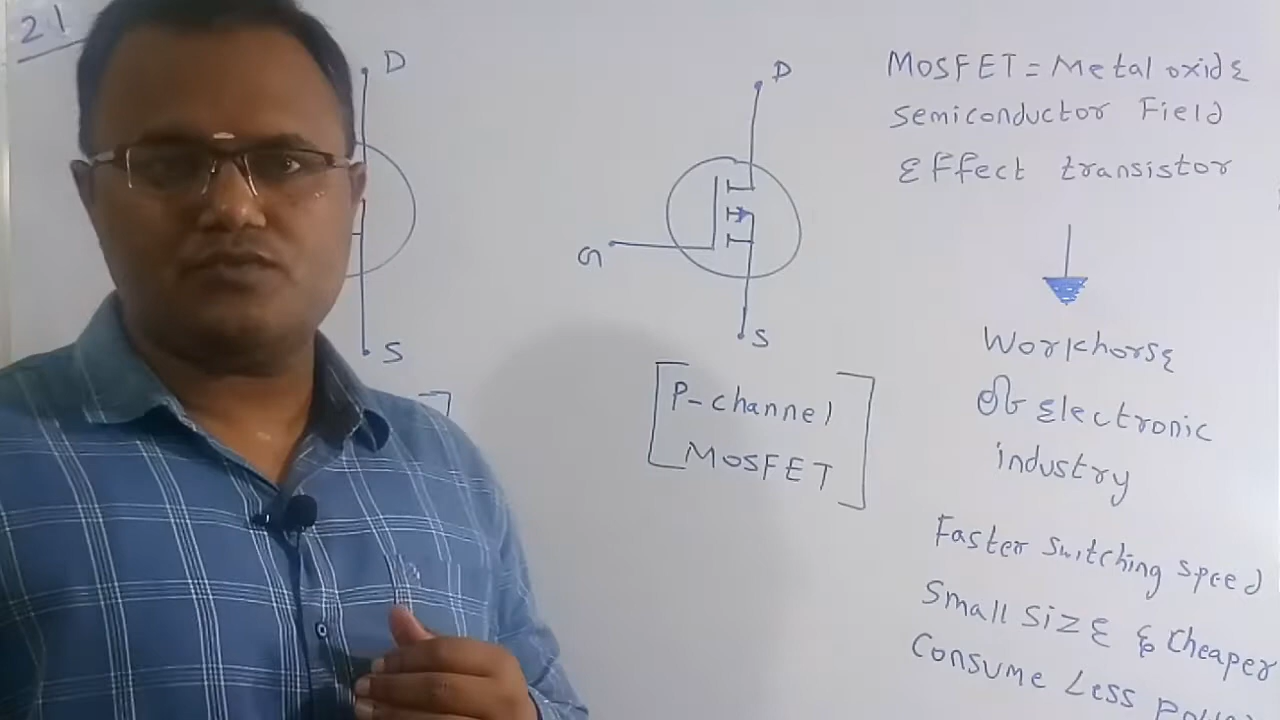 21
D
S
D
G
S
P-channel
MOSFET
MOSFET = Metal oxide
semiconductor Field
Effect transistor
Workhorse
Of Electronic
industry
Faster Switching speed
Small size & cheaper
Consume Less